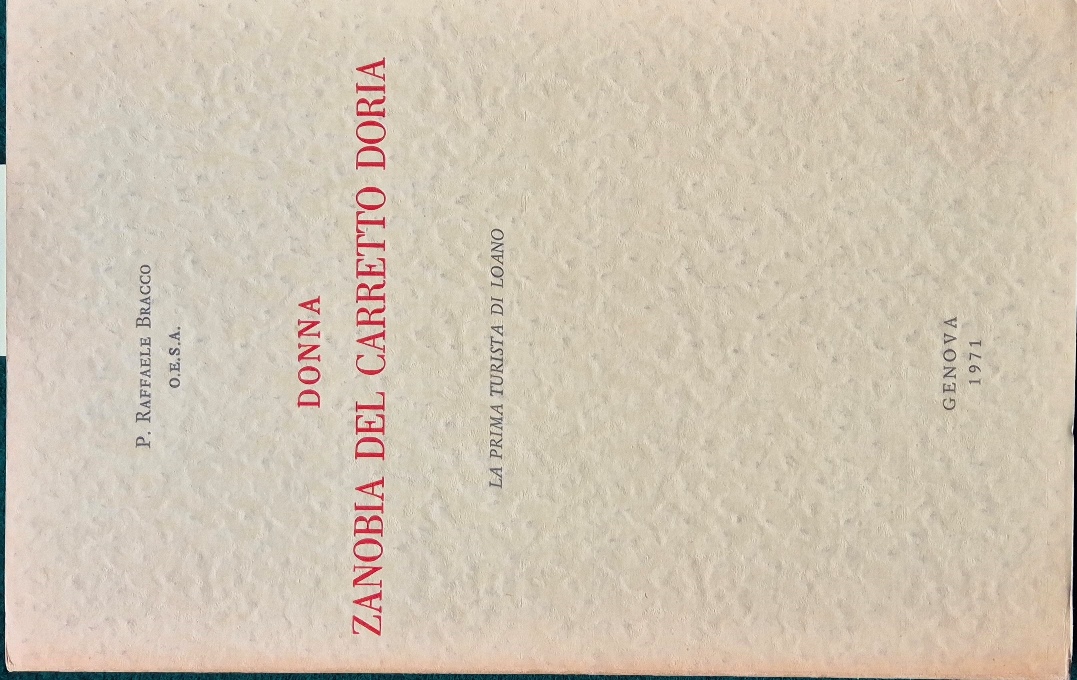 P. RAFFAELE BRACCO
O.E.S.A.
DONNA
ZANOBIA DEL CARRETTO DORIA
LA PRIMA TURISTA DI LOANO
GENOVA
1971